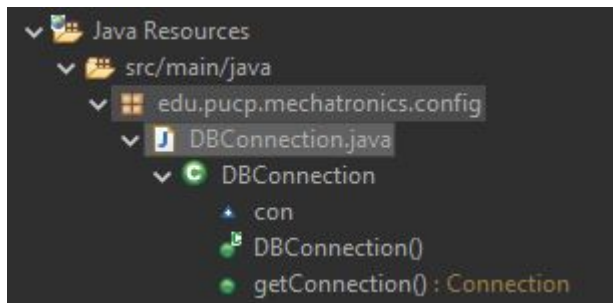 Java Resources
src/main/java
edu.pucp.mechatronics.config
DBConnection.java
DBConnection
con
DBConnection()
getConnection() : Connection